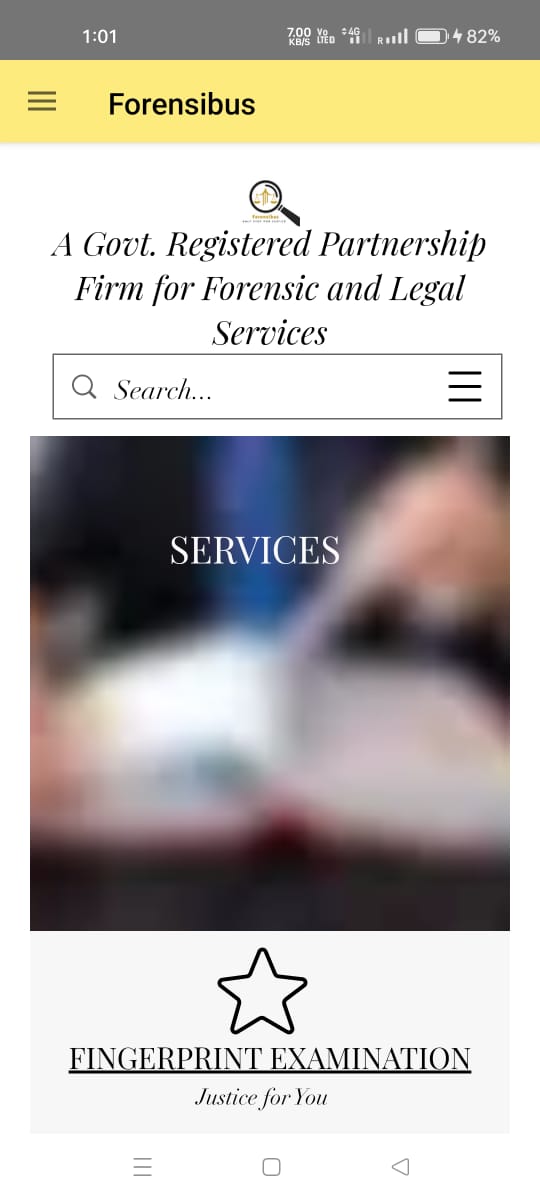 1:01
7.00 KB/S
Vo LTED
4G
R
82%
Forensibus
Forensibus
A Govt. Registered Partnership
Firm for Forensic and Legal
Services
Search...
SERVICES
FINGERPRINT EXAMINATION
Justice for You